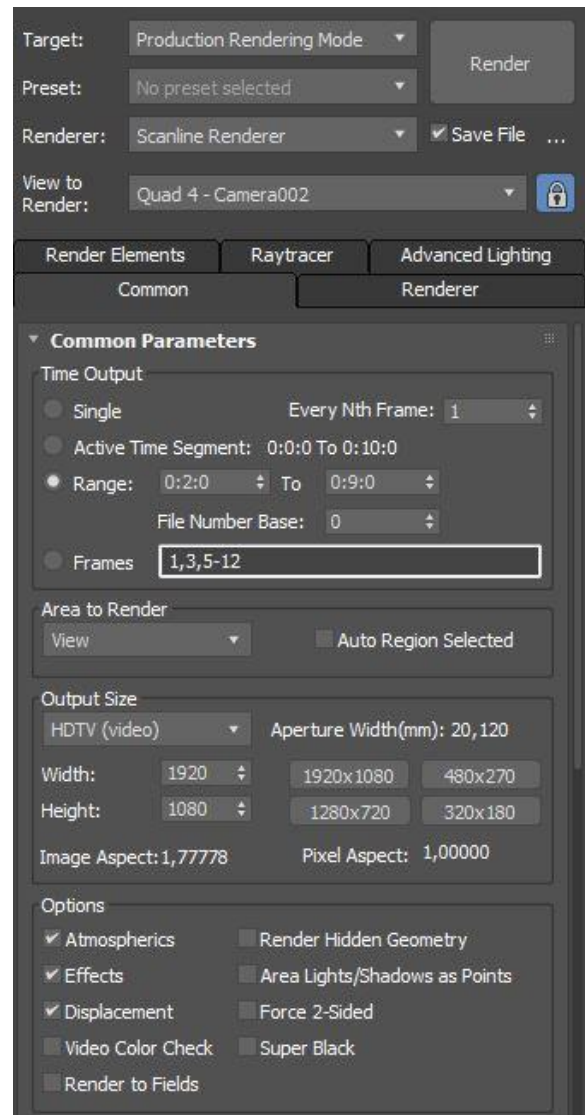 Target: Production Rendering Mode
Render
Preset: No preset selected
Renderer: Scanline Renderer Save File ...
View to Render: Quad 4 - Camera002
Render Elements Raytracer Advanced Lighting
Common Renderer
Common Parameters
Time Output
Single Every Nth Frame: 1
Active Time Segment: 0:0:0 To 0:10:0
Range: 0:2:0 To 0:9:0
File Number Base: 0
Frames 1,3,5-12
Area to Render
View Auto Region Selected
Output Size
HDTV (video) Aperture Width(mm): 20,120
Width: 1920 1920x1080 480x270
Height: 1080 1280x720 320x180
Image Aspect:1,77778 Pixel Aspect: 1,00000
Options
Atmospherics Render Hidden Geometry
Effects Area Lights/Shadows as Points
Displacement Force 2-Sided
Video Color Check Super Black
Render to Fields